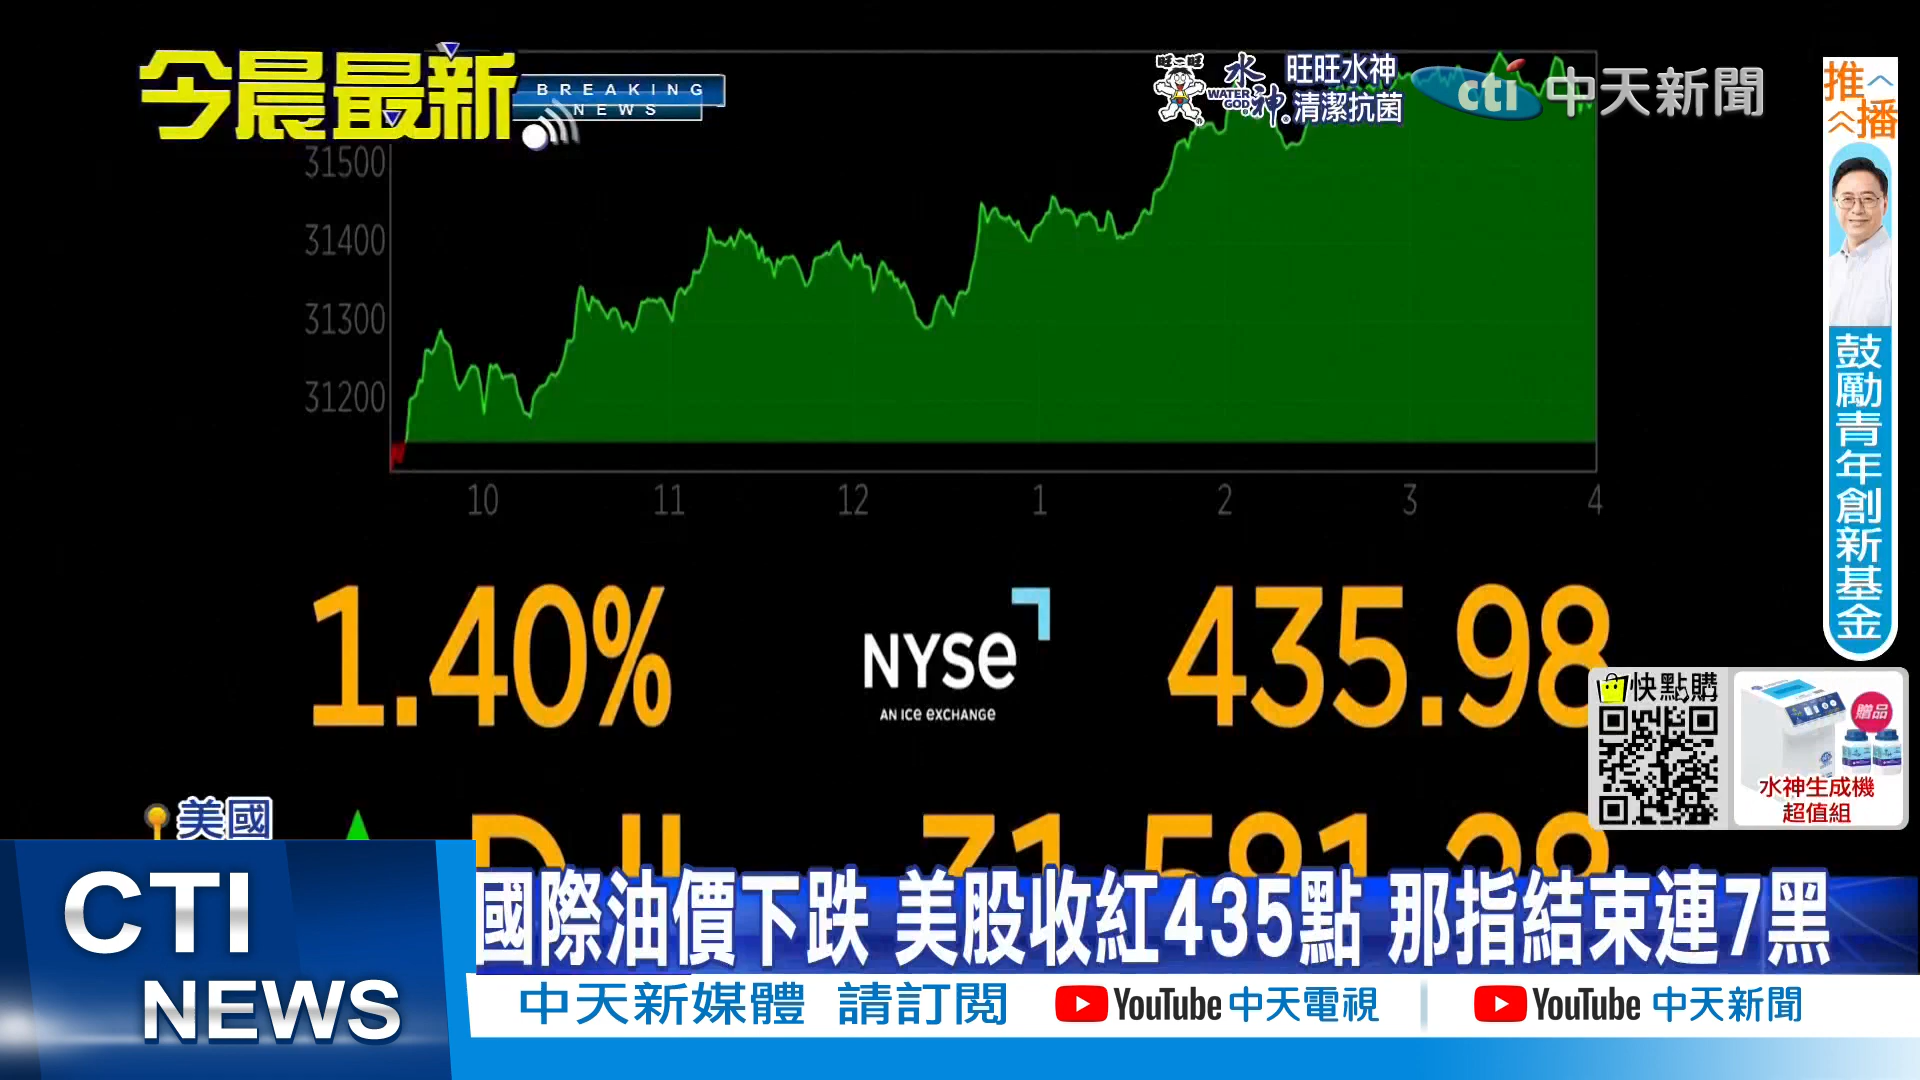 今晨最新
BREAKING
NEWS
旺旺
水神
WATER
GOD
旺旺水神
清潔抗菌
cti 中天新聞
推播
鼓勵青年創新基金
31500
31400
31300
31200
10 11 12 1 2 3 4
1.40%
NYSE
AN ICE EXCHANGE
435.98
快點購
贈品
水神生成機
超值組
美國
CTI
NEWS
國際油價下跌 美股收紅435點 那指結束連7黑
中天新媒體 請訂閱 YouTube 中天電視 YouTube 中天新聞